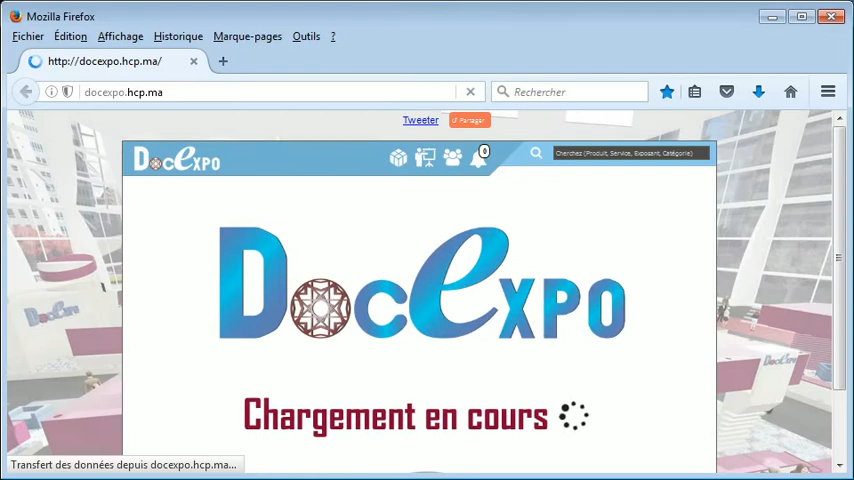 Mozilla Firefox
Fichier Édition Affichage Historique Marque-pages Outils ?
http://docexpo.hcp.ma/
docexpo.hcp.ma
Rechercher
Tweeter
Partager
DocEXPO
0
Cherchez (Produit, Service, Exposant, Catégorie)
DocEXPO
Chargement en cours
Transfert des données depuis docexpo.hcp.ma...